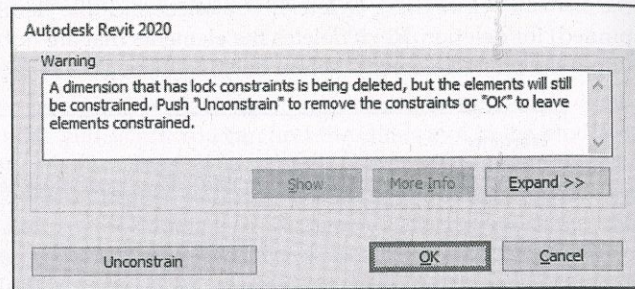 Autodesk Revit 2020
Warning
A dimension that has lock constraints is being deleted, but the elements will still
be constrained. Push "Unconstrain" to remove the constraints or "OK" to leave
elements constrained.
Show
More Info
Expand >>
Unconstrain
OK
Cancel